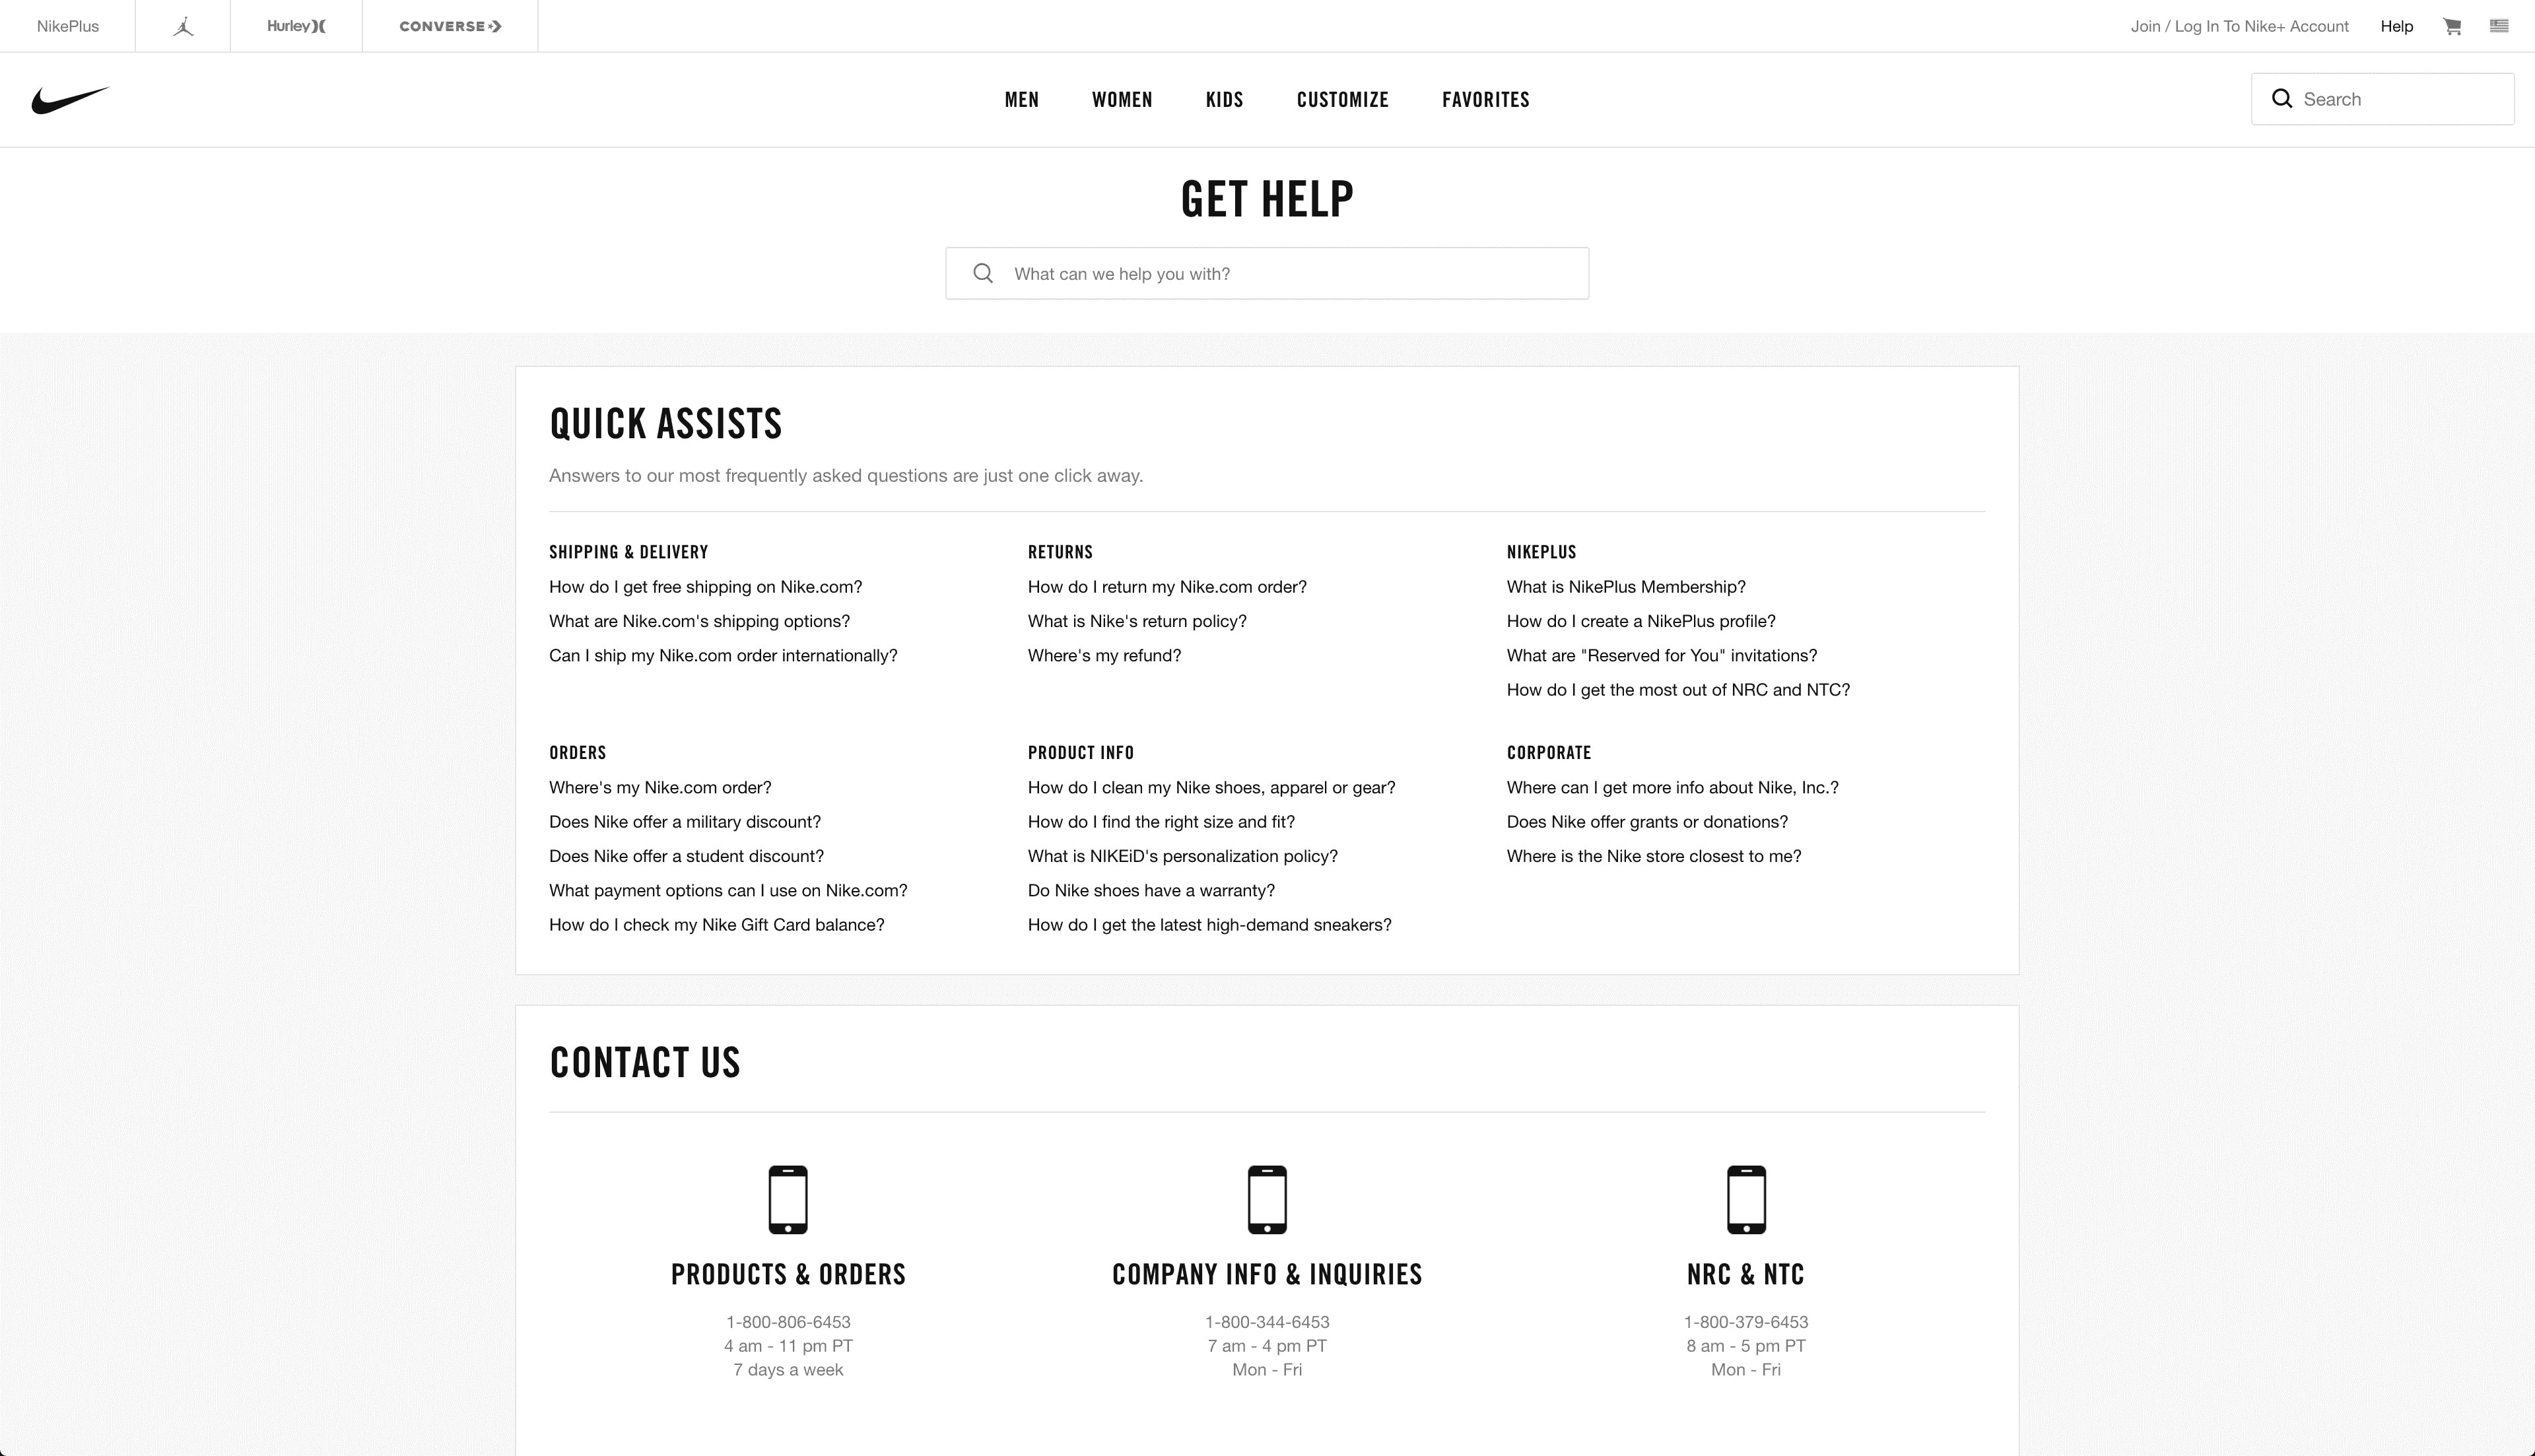 NikePlus
Hurley
CONVERSE
Join / Log In To Nike+ Account
Help
MEN
WOMEN
KIDS
CUSTOMIZE
FAVORITES
Search
GET HELP
What can we help you with?
QUICK ASSISTS
Answers to our most frequently asked questions are just one click away.
SHIPPING & DELIVERY
How do I get free shipping on Nike.com?
What are Nike.com's shipping options?
Can I ship my Nike.com order internationally?
RETURNS
How do I return my Nike.com order?
What is Nike's return policy?
Where's my refund?
NIKEPLUS
What is NikePlus Membership?
How do I create a NikePlus profile?
What are "Reserved for You" invitations?
How do I get the most out of NRC and NTC?
ORDERS
Where's my Nike.com order?
Does Nike offer a military discount?
Does Nike offer a student discount?
What payment options can I use on Nike.com?
How do I check my Nike Gift Card balance?
PRODUCT INFO
How do I clean my Nike shoes, apparel or gear?
How do I find the right size and fit?
What is NIKEiD's personalization policy?
Do Nike shoes have a warranty?
How do I get the latest high-demand sneakers?
CORPORATE
Where can I get more info about Nike, Inc.?
Does Nike offer grants or donations?
Where is the Nike store closest to me?
CONTACT US
PRODUCTS & ORDERS
1-800-806-6453
4 am - 11 pm PT
7 days a week
COMPANY INFO & INQUIRIES
1-800-344-6453
7 am - 4 pm PT
Mon - Fri
NRC & NTC
1-800-379-6453
8 am - 5 pm PT
Mon - Fri